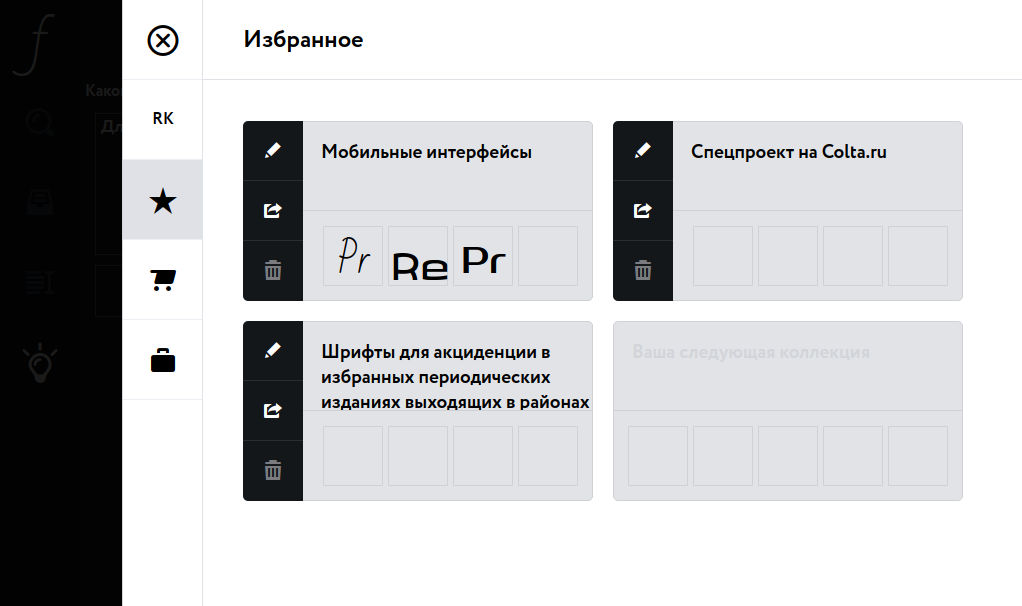 Избранное
Како
Дл
RK
Мобильные интерфейсы
Pr Re Pr
Спецпроект на Colta.ru
Шрифты для акциденции в
избранных периодических
изданиях выходящих в районах
Ваша следующая коллекция